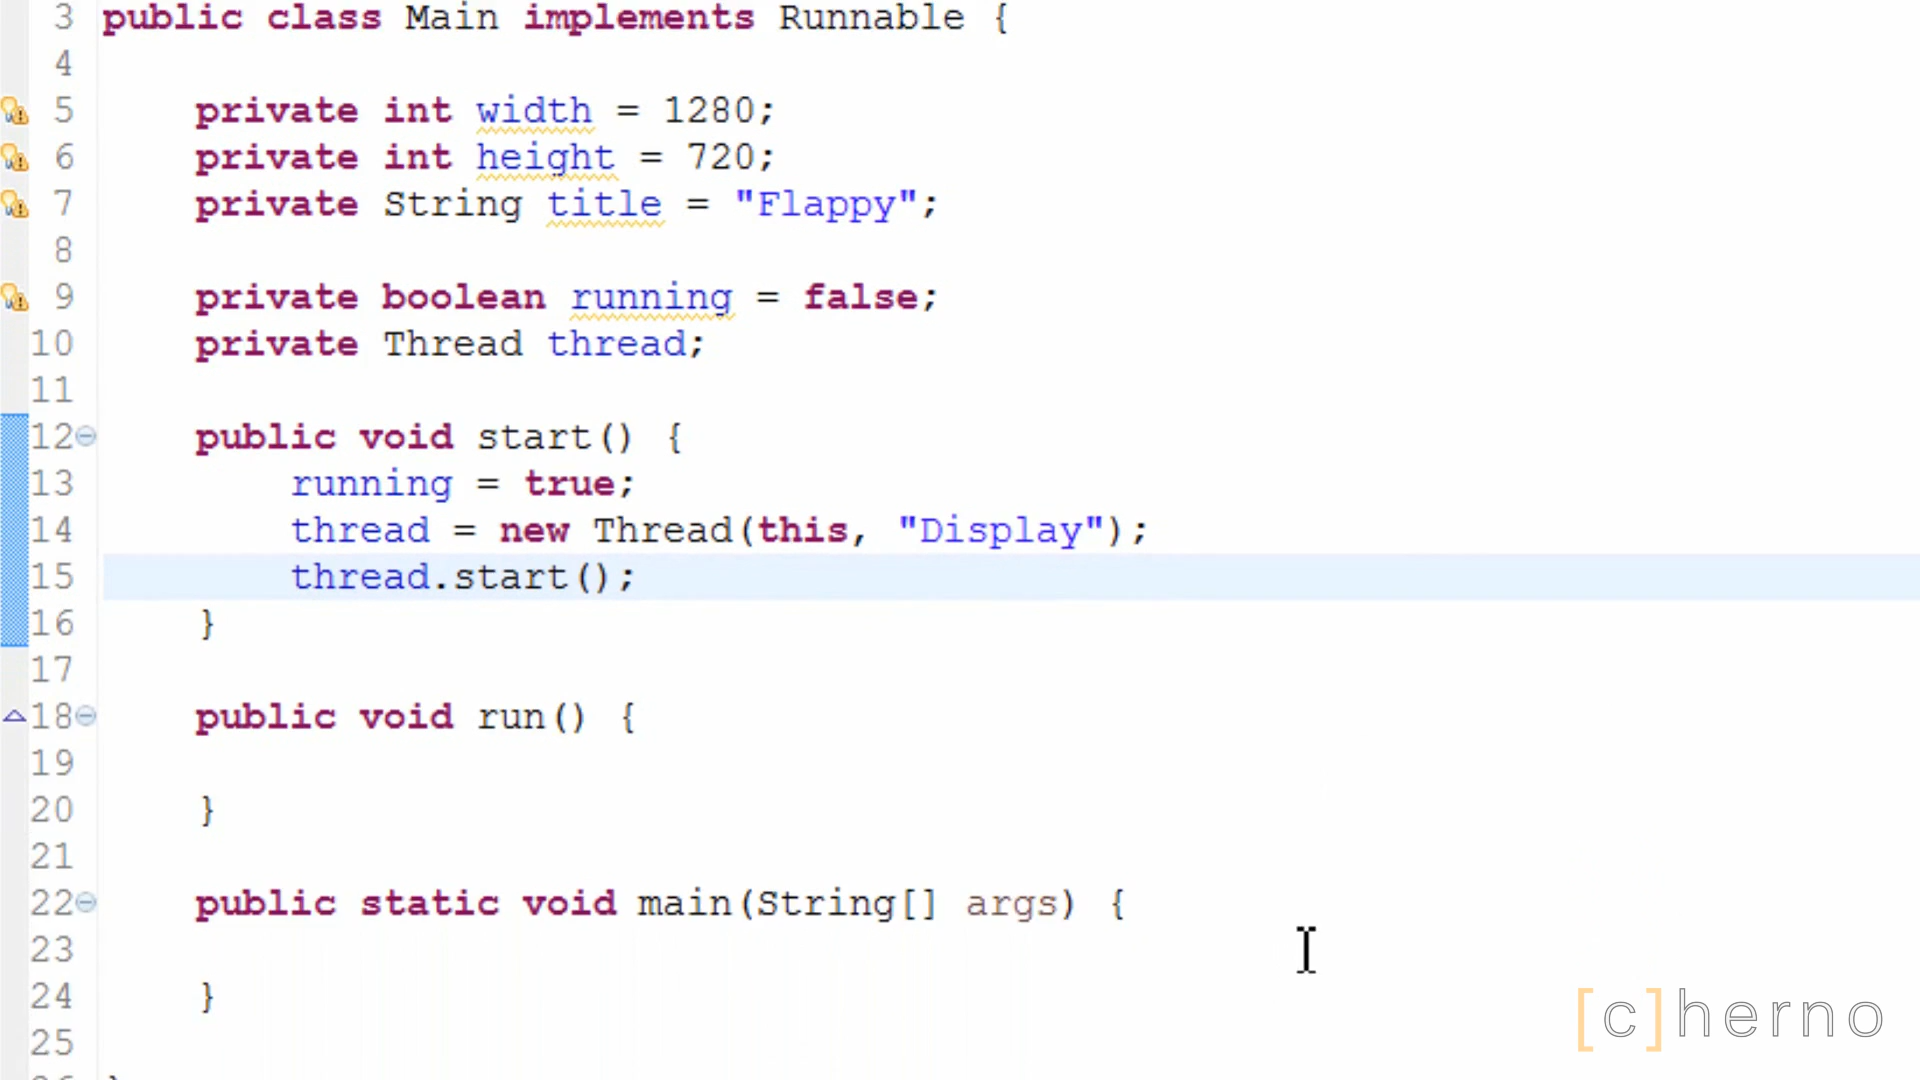 3 public class Main implements Runnable {
4
5 private int width = 1280;
6 private int height = 720;
7 private String title = "Flappy";
8
9 private boolean running = false;
10 private Thread thread;
11
12 public void start() {
13 running = true;
14 thread = new Thread(this, "Display");
15 thread.start();
16 }
17
18 public void run() {
19
20 }
21
22 public static void main(String[] args) {
23
24 }
25
[c]herno